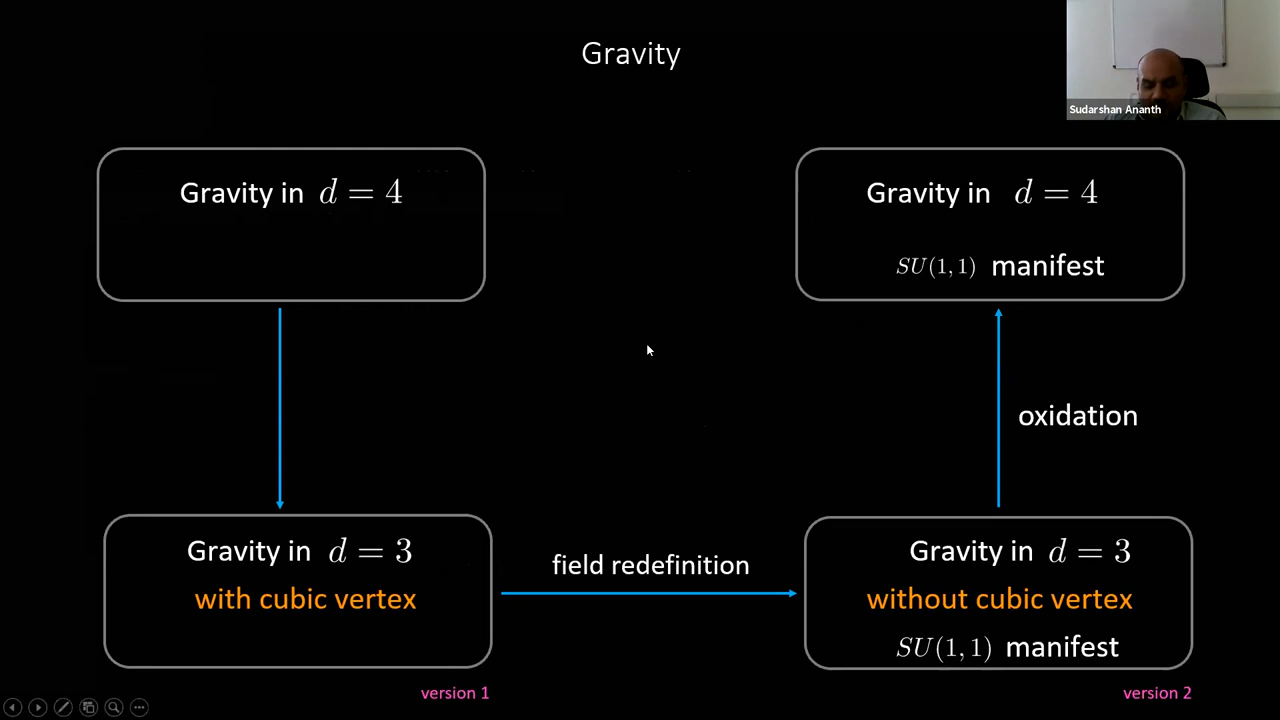 Gravity
Sudarshan Ananth
Gravity in d = 4
Gravity in d = 4
SU(1,1) manifest
oxidation
Gravity in d = 3
with cubic vertex
field redefinition
Gravity in d = 3
without cubic vertex
SU(1,1) manifest
version 1
version 2